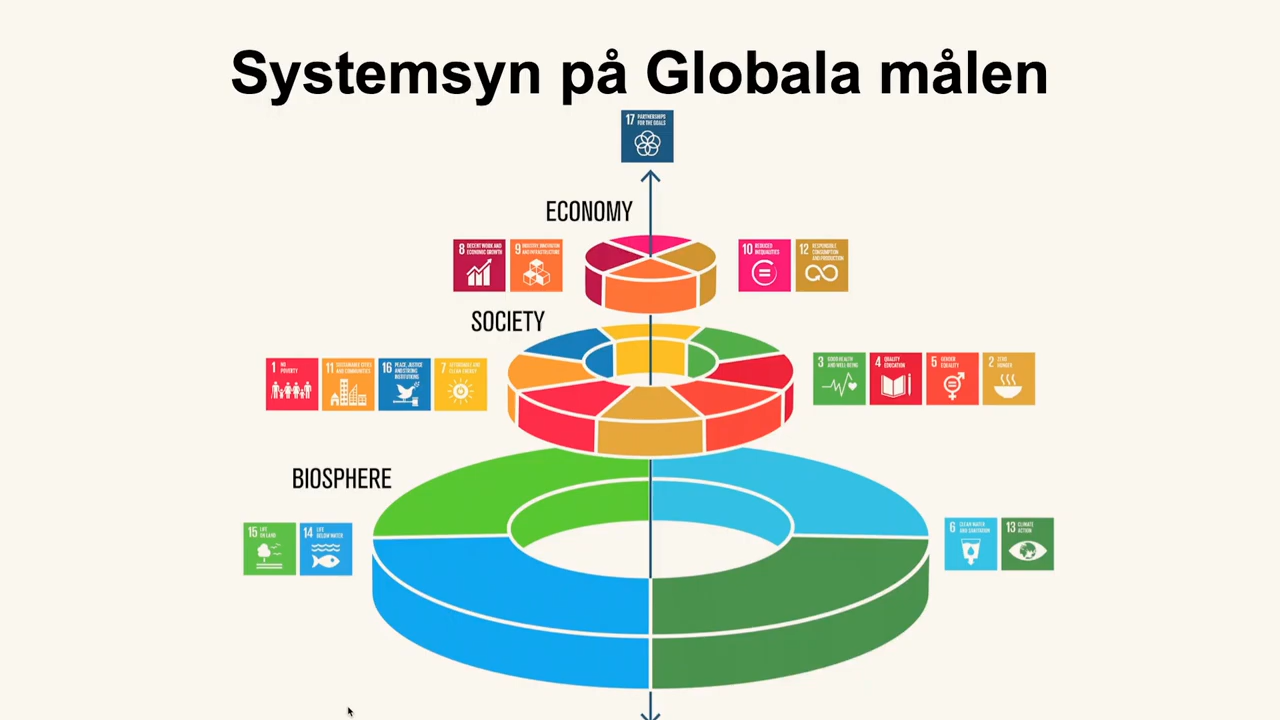 Systemsyn på Globala målen
17 PARTNERSHIPS
FOR THE GOALS
ECONOMY
8 DECENT WORK AND
ECONOMIC GROWTH
9 INDUSTRY, INNOVATION
AND INFRASTRUCTURE
10 REDUCED
INEQUALITIES
12 RESPONSIBLE
CONSUMPTION
AND PRODUCTION
SOCIETY
1 NO
POVERTY
11 SUSTAINABLE CITIES
AND COMMUNITIES
16 PEACE, JUSTICE
AND STRONG
INSTITUTIONS
7 AFFORDABLE AND
CLEAN ENERGY
3 GOOD HEALTH
AND WELL-BEING
4 QUALITY
EDUCATION
5 GENDER
EQUALITY
2 ZERO
HUNGER
BIOSPHERE
15 LIFE
ON LAND
14 LIFE
BELOW WATER
6 CLEAN WATER
AND SANITATION
13 CLIMATE
ACTION